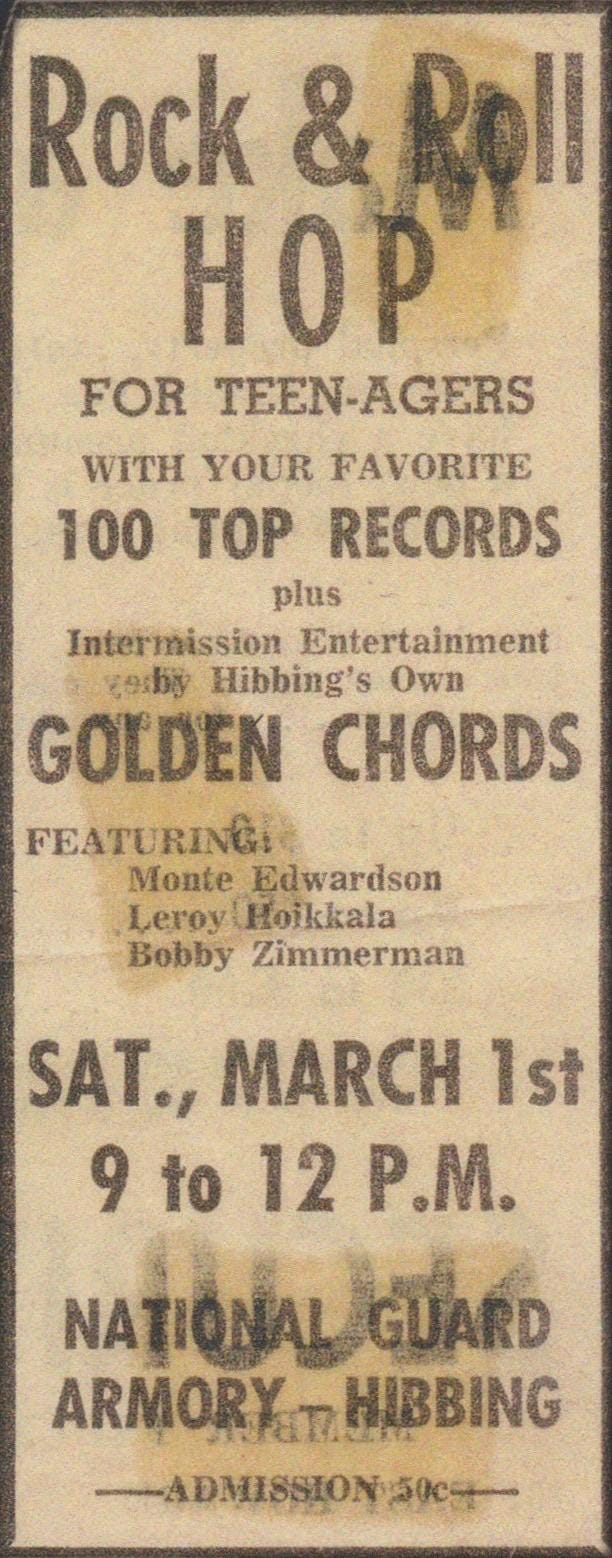 Rock & Roll
HOP
FOR TEEN-AGERS
WITH YOUR FAVORITE
100 TOP RECORDS
plus
Intermission Entertainment
by Hibbing's Own
GOLDEN CHORDS
FEATURING:
Monte Edwardson
Leroy Hoikkala
Bobby Zimmerman
SAT., MARCH 1st
9 to 12 P.M.
NATIONAL GUARD
ARMORY — HIBBING
—ADMISSION 50c—